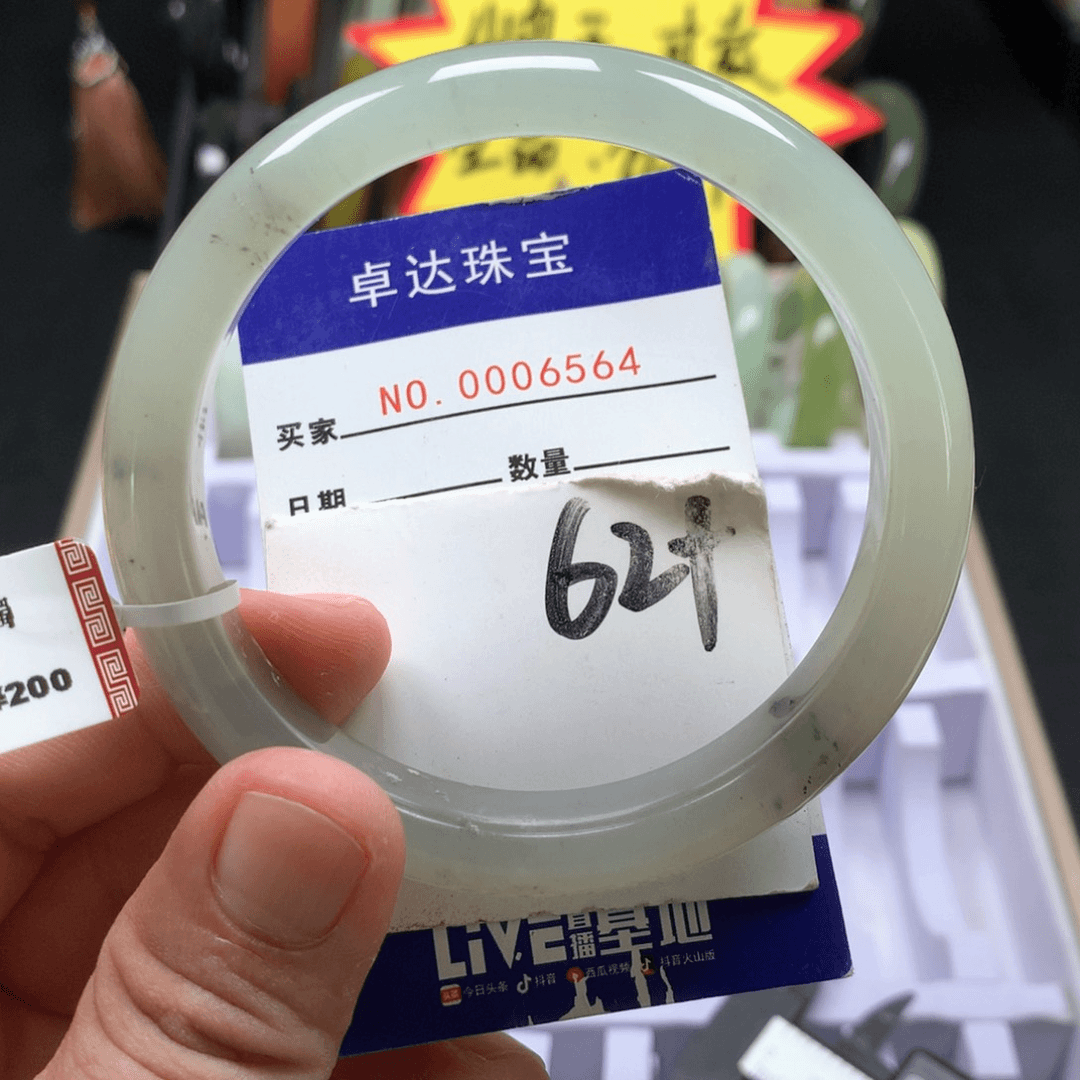 卓达珠宝
NO.0006564
买家
数量
日期
62+
¥200
LiVE直播基地
今日头条 抖音 西瓜视频 抖音火山版